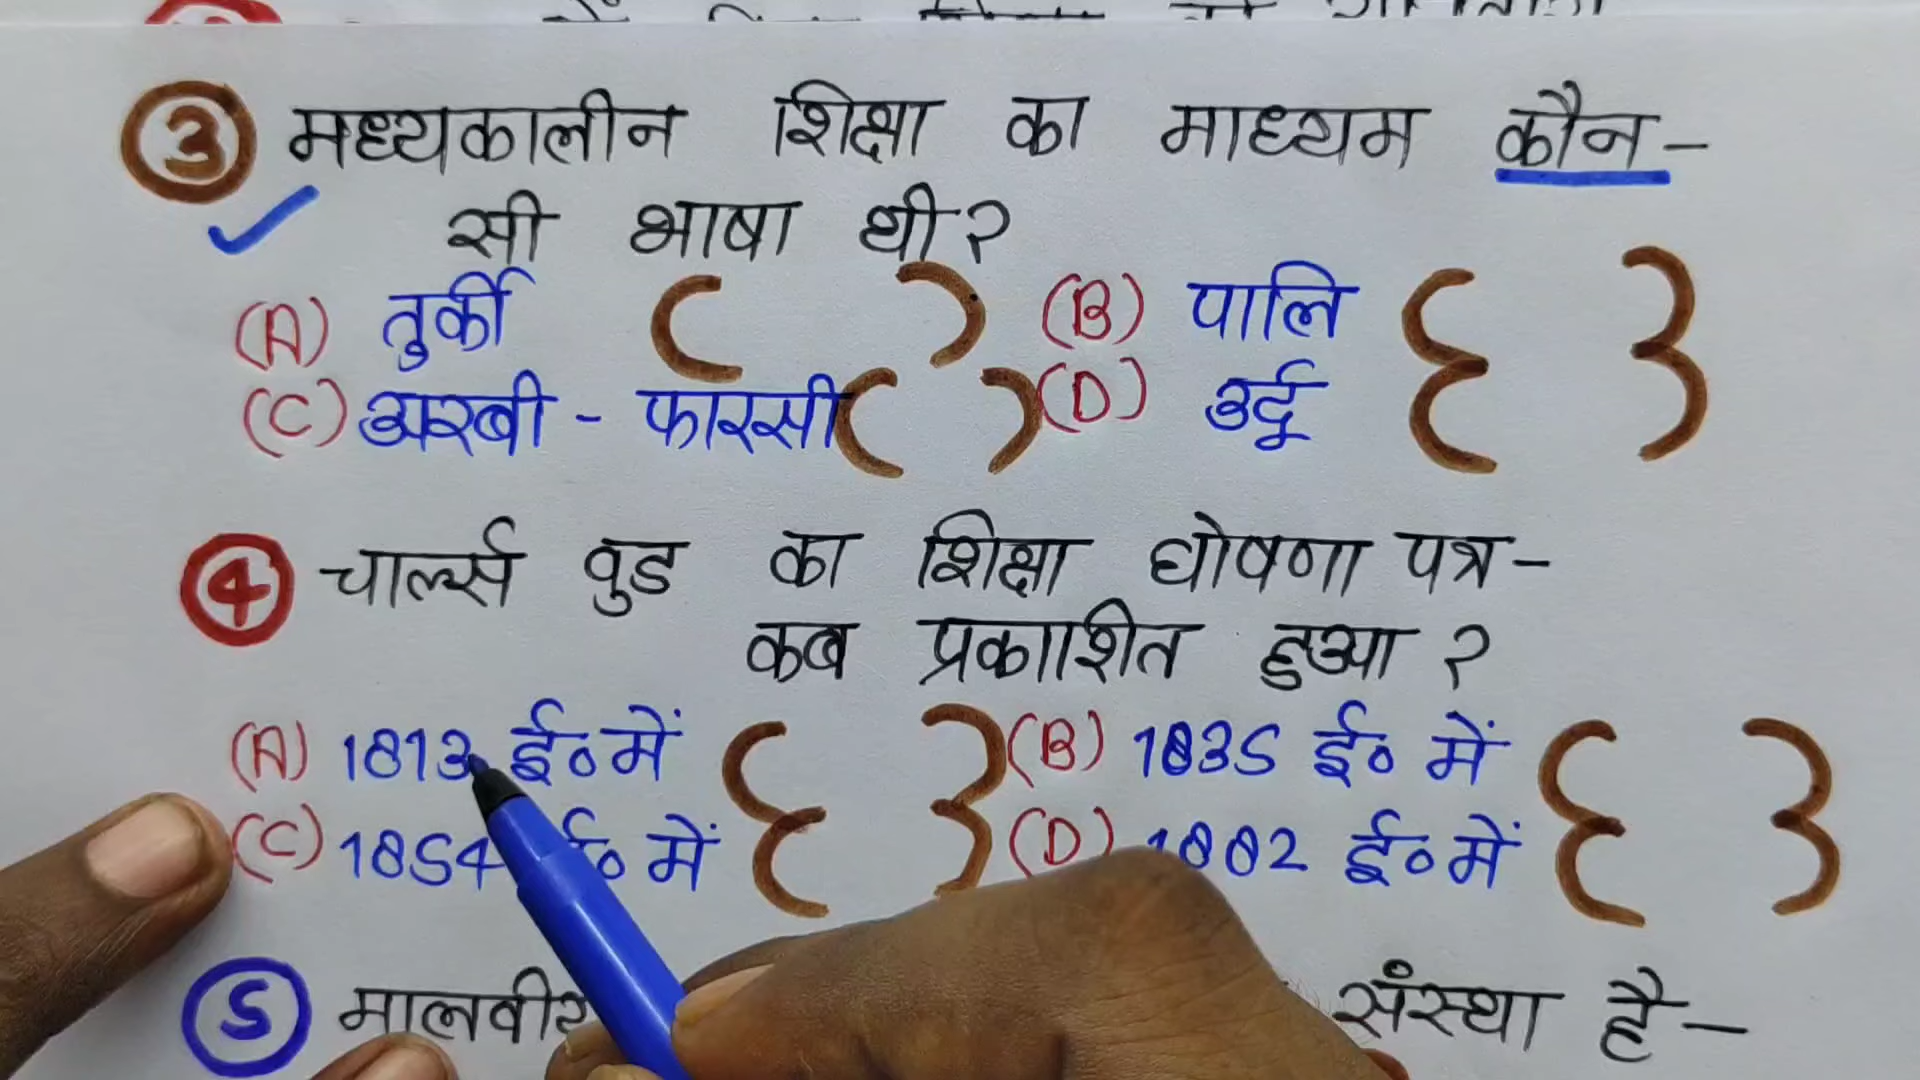 3 मध्यकालीन शिक्षा का माध्यम कौन-
सी भाषा थी?
(A) तुर्की (B) पालि
(C) अरबी - फारसी (D) उर्दू
4 चार्ल्स वुड का शिक्षा घोषणा पत्र-
कब प्रकाशित हुआ?
(A) 1813 ई० में (B) 1835 ई० में
(C) 1854 ई० में (D) 1882 ई० में
5 संस्था है-